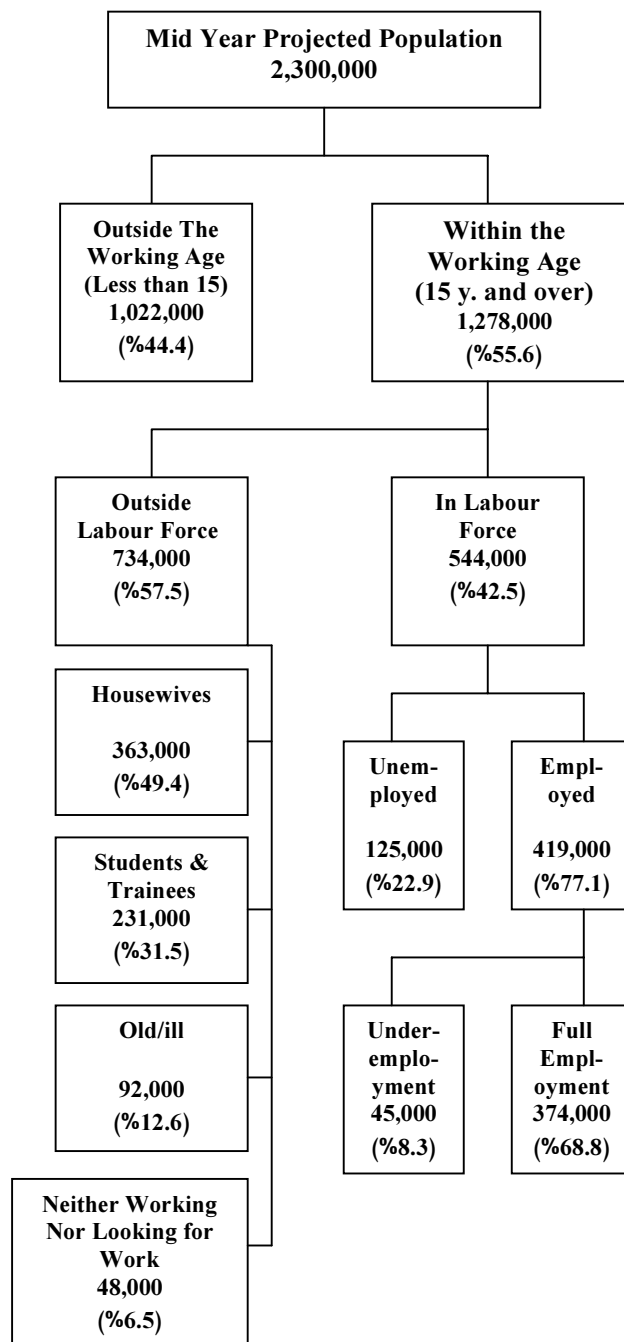 Mid Year Projected Population
2,300,000
Outside The
Working Age
(Less than 15)
1,022,000
(%44.4)
Within the
Working Age
(15 y. and over)
1,278,000
(%55.6)
Outside
Labour Force
734,000
(%57.5)
In Labour
Force
544,000
(%42.5)
Housewives
363,000
(%49.4)
Students &
Trainees
231,000
(%31.5)
Old/ill
92,000
(%12.6)
Neither Working
Nor Looking for
Work
48,000
(%6.5)
Unem-
ployed
125,000
(%22.9)
Empl-
oyed
419,000
(%77.1)
Under-
emplo-
yment
45,000
(%8.3)
Full
Empl-
oyment
374,000
(%68.8)